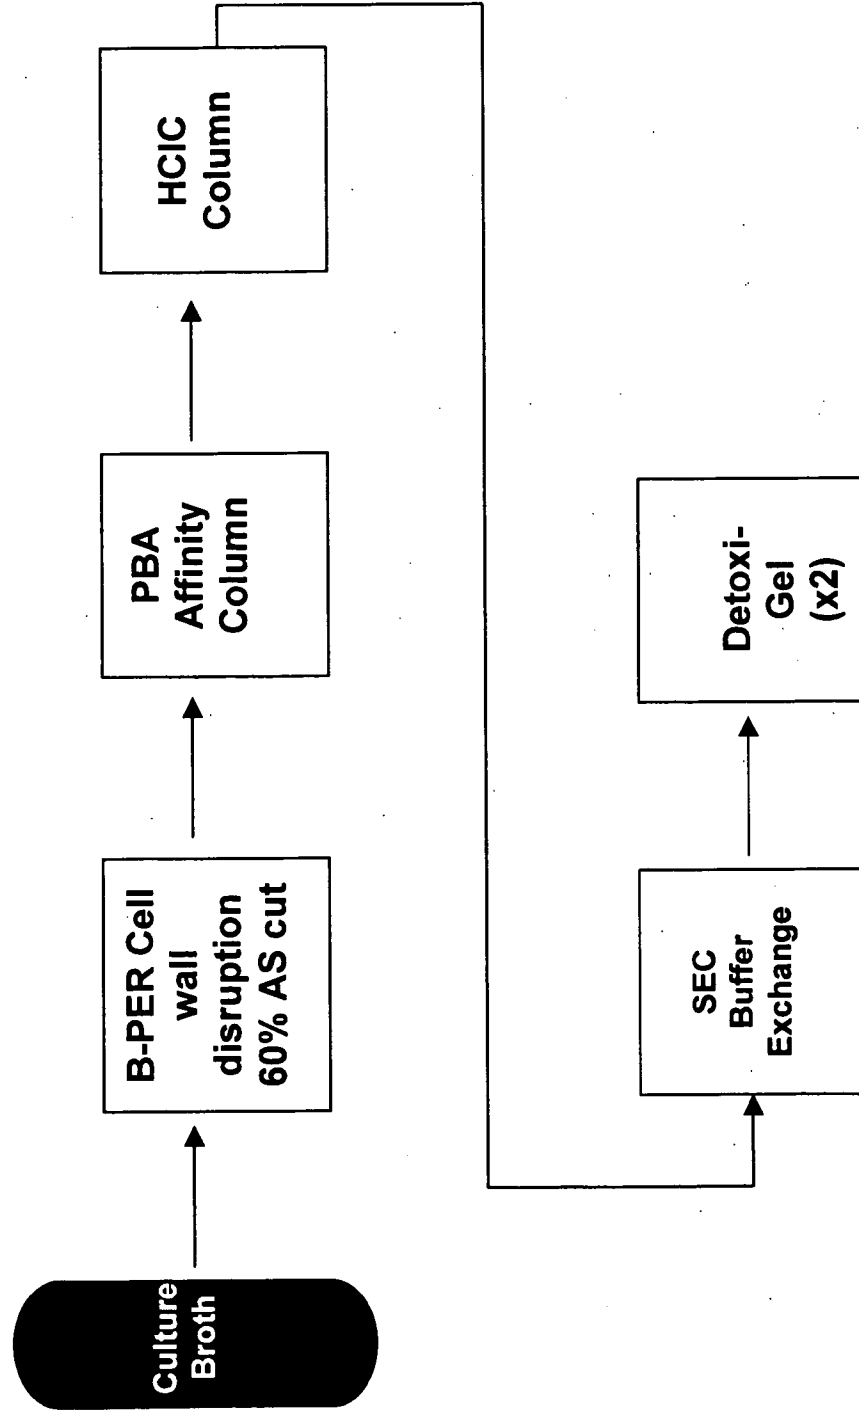 Culture
Broth
B-PER Cell
wall
disruption
60% AS cut
PBA
Affinity
Column
HCIC
Column
SEC
Buffer
Exchange
Detoxi-
Gel
(x2)